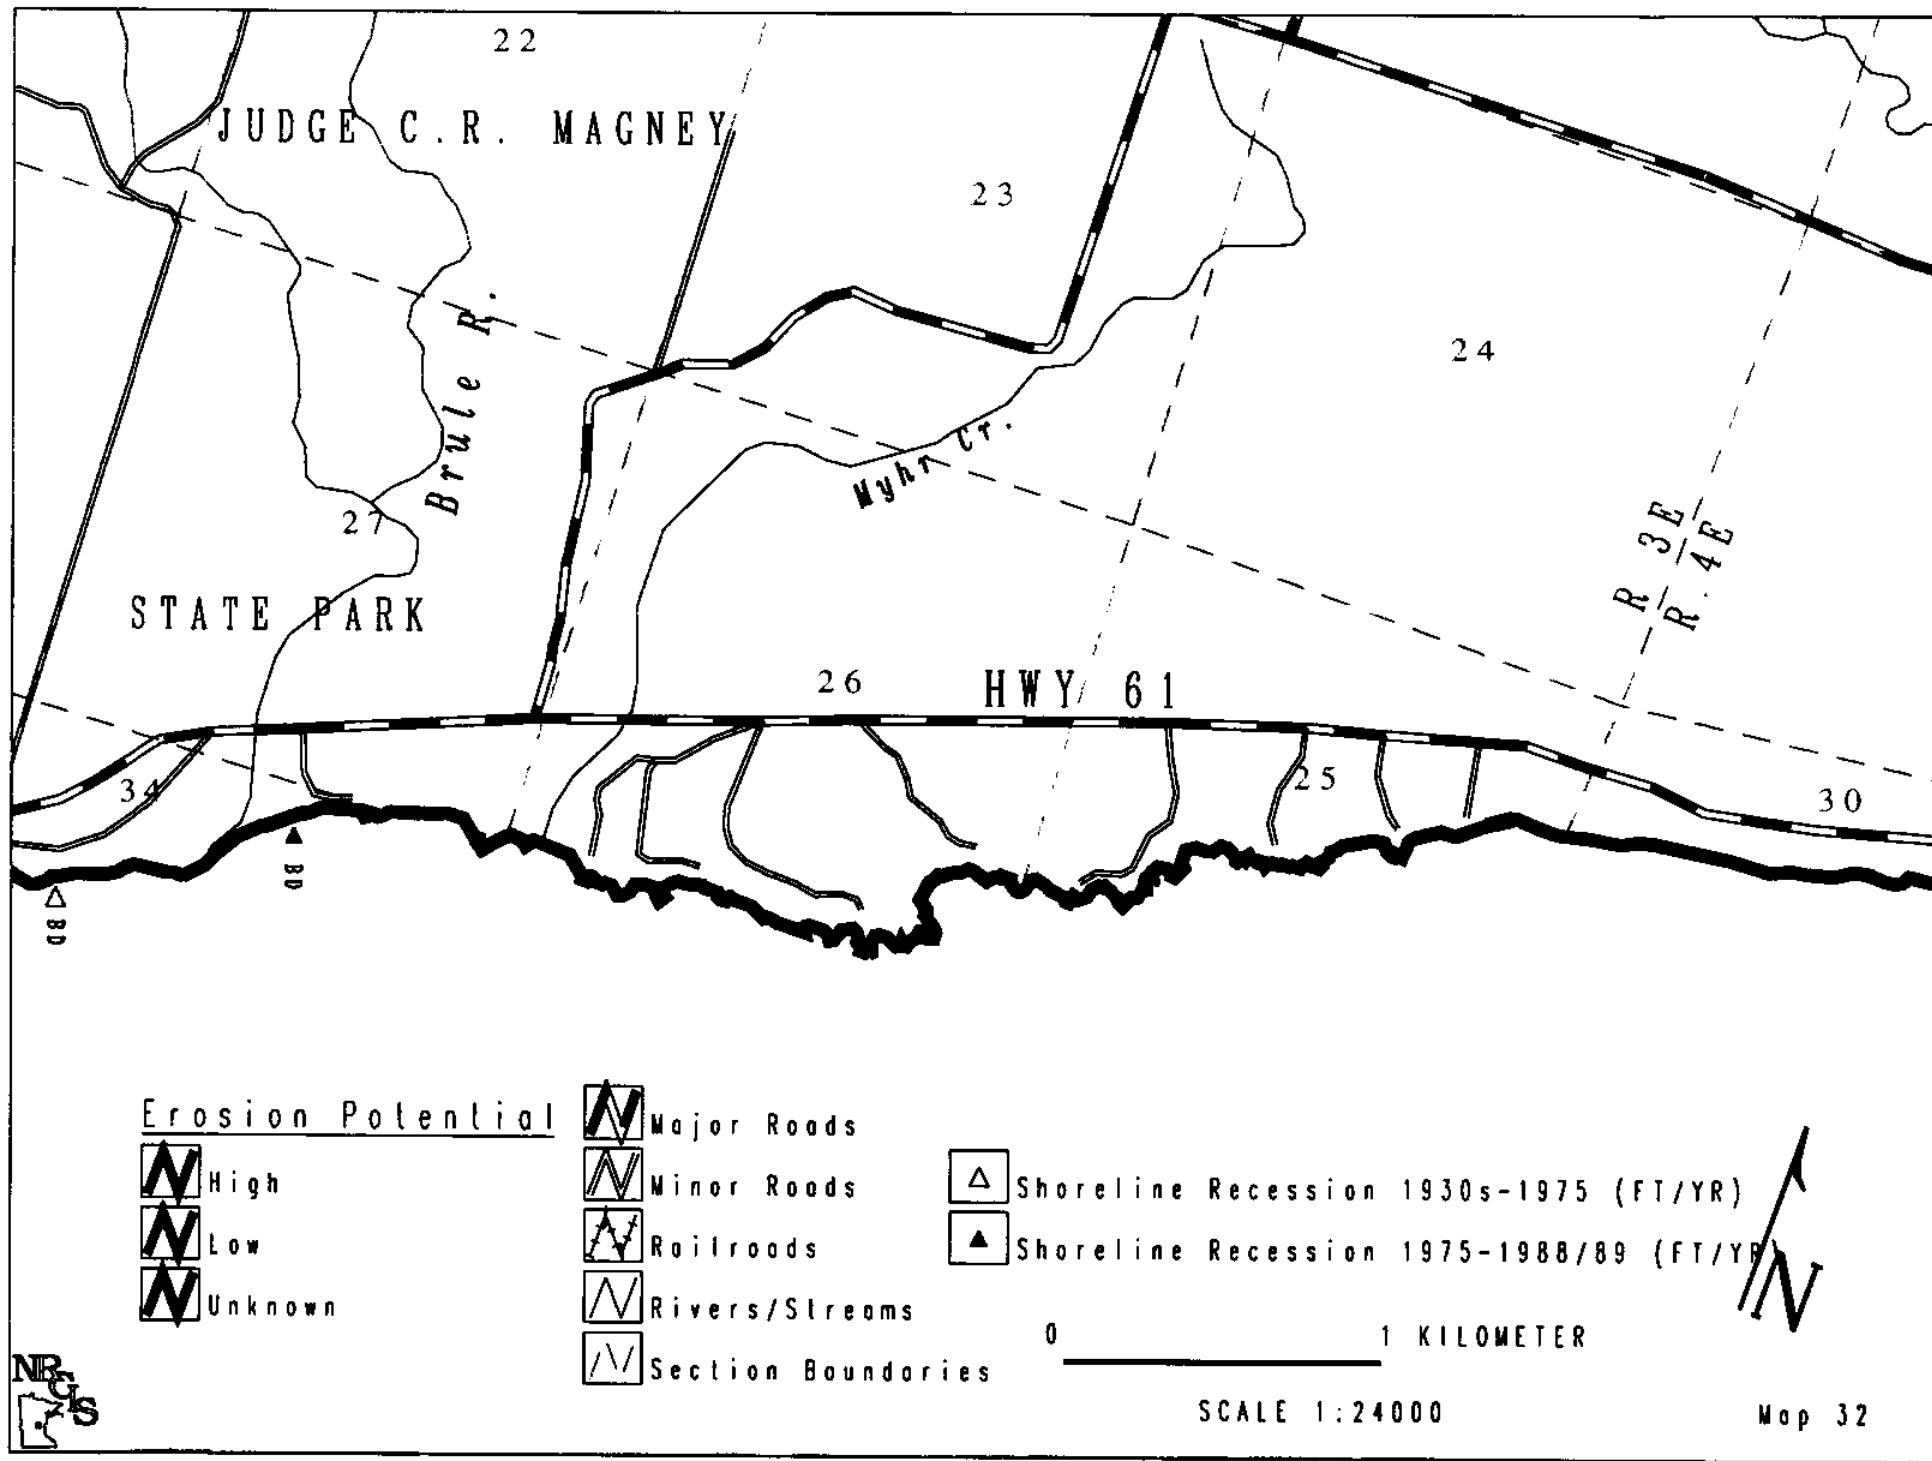 22
JUDGE C.R. MAGNEY
23
24
Brule R.
Myhr Cr.
27
R 3E
R. 4E
STATE PARK
26
HWY 61
34
25
30
BD
BD
Erosion Potential
High
Low
Unknown
Major Roads
Minor Roads
Railroads
Rivers/Streams
Section Boundaries
Shoreline Recession 1930s-1975 (FT/YR)
Shoreline Recession 1975-1988/89 (FT/YR)
N
0 1 KILOMETER
SCALE 1:24000
Map 32
NRGIS